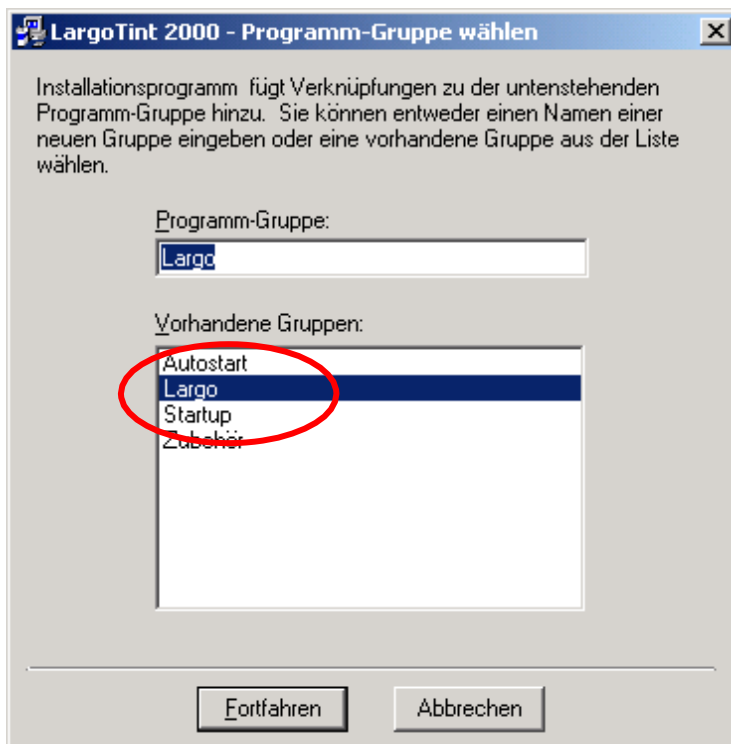 LargoTint 2000 - Programm-Gruppe wählen
Installationsprogramm fügt Verknüpfungen zu der untenstehenden
Programm-Gruppe hinzu. Sie können entweder einen Namen einer
neuen Gruppe eingeben oder eine vorhandene Gruppe aus der Liste
wählen.
Programm-Gruppe:
Largo
Vorhandene Gruppen:
Autostart
Largo
Startup
Zubehör
Fortfahren
Abbrechen